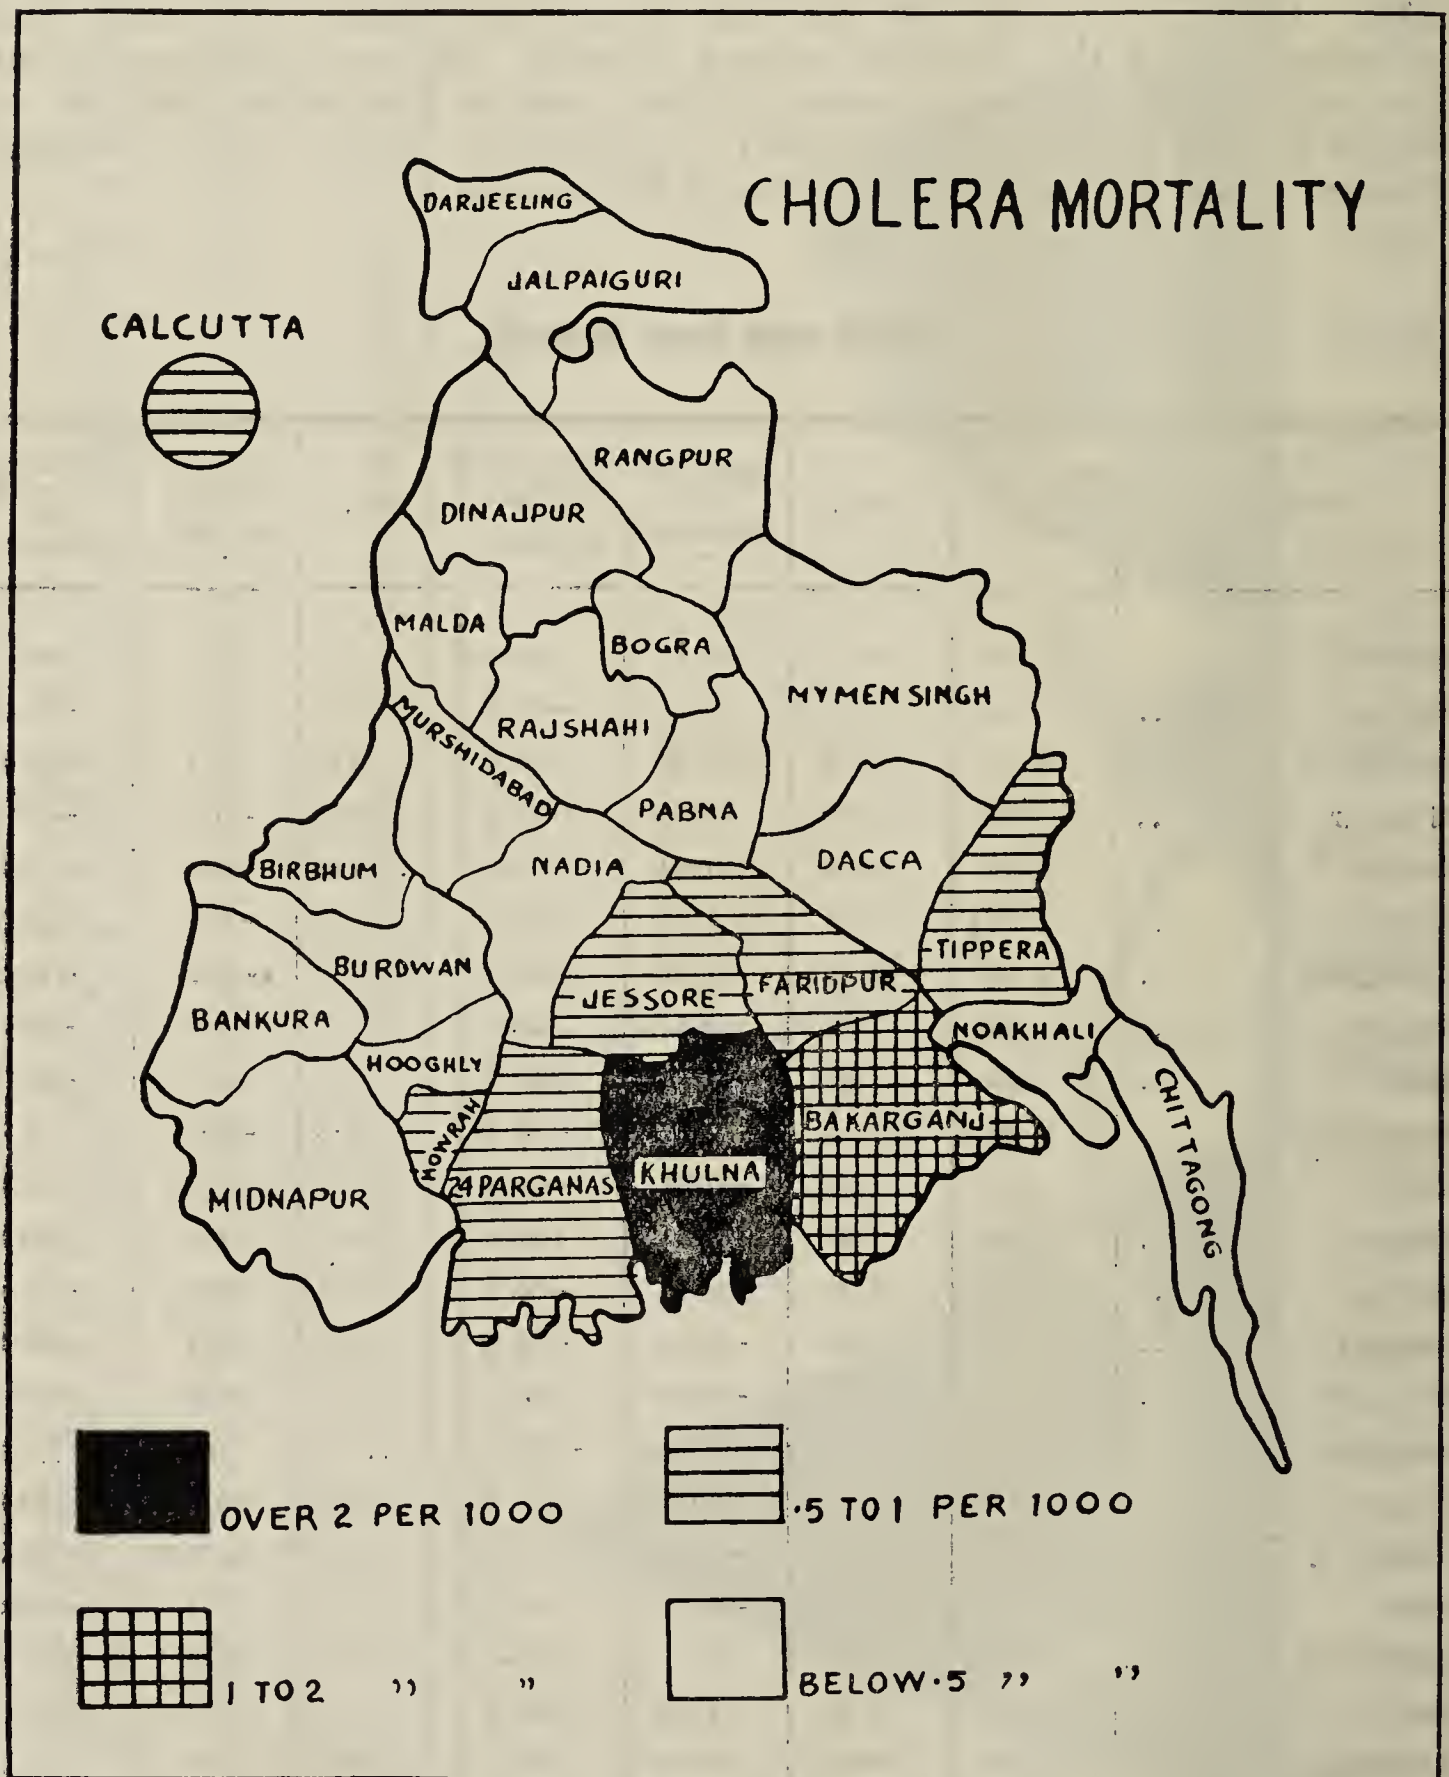 CHOLERA MORTALITY
DARJEELING
JALPAIGURI
CALCUTTA
RANGPUR
DINAJPUR
MALDA
BOGRA
MYMENSINGH
MURSHIDABAD
RAJSHAHI
PABNA
DACCA
BIRBHUM
NADIA
TIPPERA
BURDWAN
FARIDPUR
JESSORE
BANKURA
NOAKHALI
HOOGHLY
CHITTAGONG
BAKARGANJ
HOWRAH
KHULNA
24 PARGANAS
MIDNAPUR
OVER 2 PER 1000
.5 TO 1 PER 1000
1 TO 2 " "
BELOW .5 " "